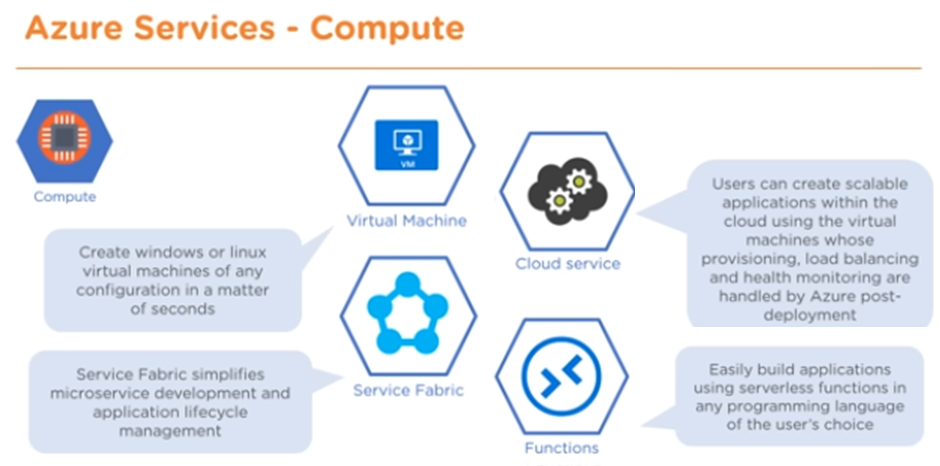 Azure Services - Compute
Compute
VM
Virtual Machine
Create windows or linux
virtual machines of any
configuration in a matter
of seconds
Cloud service
Users can create scalable
applications within the
cloud using the virtual
machines whose
provisioning, load balancing
and health monitoring are
handled by Azure post-
deployment
Service Fabric
Service Fabric simplifies
microservice development and
application lifecycle
management
Functions
Easily build applications
using serverless functions in
any programming language
of the user's choice